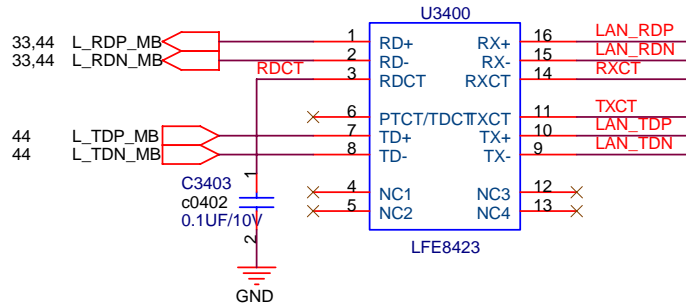 U3400
33,44 L_RDP_MB 1 RD+ RX+ 16 LAN_RDP
33,44 L_RDN_MB 2 RD- RX- 15 LAN_RDN
RDCT 3 RDCT RXCT 14 RXCT
6 PTCT/TDCT TXCT 11 TXCT
44 L_TDP_MB 7 TD+ TX+ 10 LAN_TDP
44 L_TDN_MB 8 TD- TX- 9 LAN_TDN
1
C3403 4 NC1 NC3 12
c0402 5 NC2 NC4 13
0.1UF/10V
2
LFE8423
GND